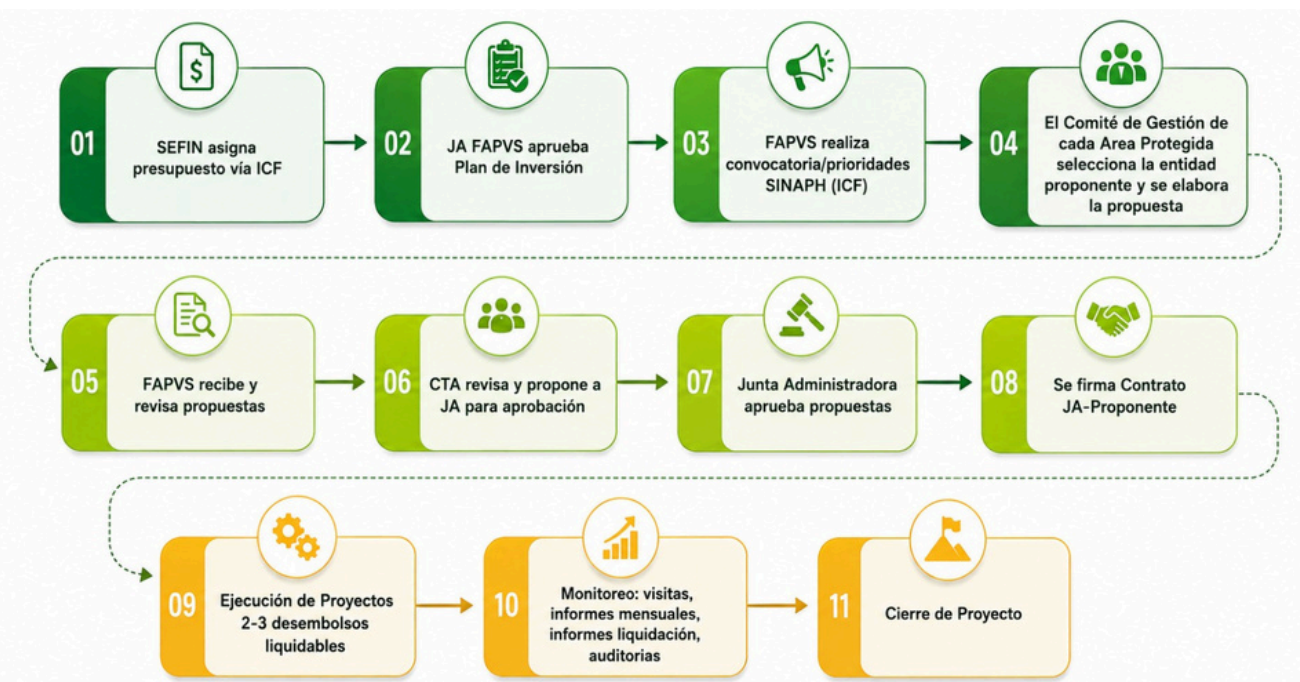 01
SEFIN asigna
presupuesto vía ICF
02
JA FAPVS aprueba
Plan de Inversión
03
FAPVS realiza
convocatoria/prioridades
SINAPH (ICF)
04
El Comité de Gestión de
cada Area Protegida
selecciona la entidad
proponente y se elabora
la propuesta
05
FAPVS recibe y
revisa propuestas
06
CTA revisa y propone a
JA para aprobación
07
Junta Administradora
aprueba propuestas
08
Se firma Contrato
JA-Proponente
09
Ejecución de Proyectos
2-3 desembolsos
liquidables
10
Monitoreo: visitas,
informes mensuales,
informes liquidación,
auditorias
11
Cierre de Proyecto